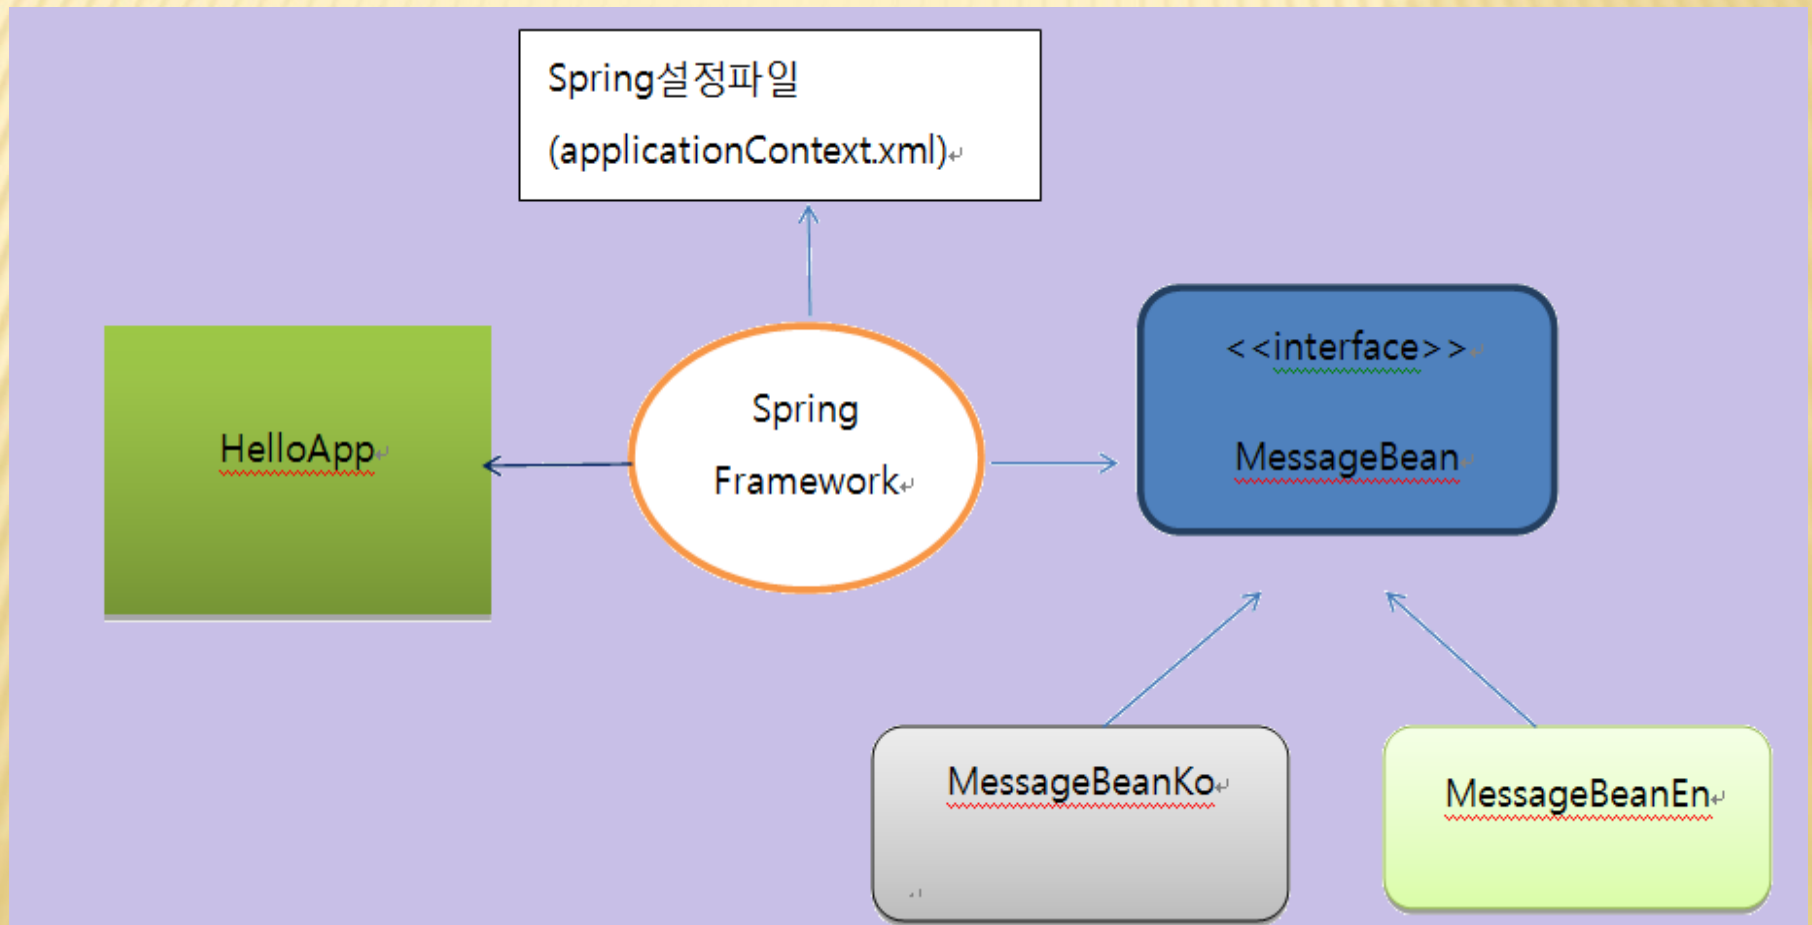 Spring설정파일
(applicationContext.xml)
HelloApp
Spring
Framework
<<interface>>
MessageBean
MessageBeanKo
MessageBeanEn